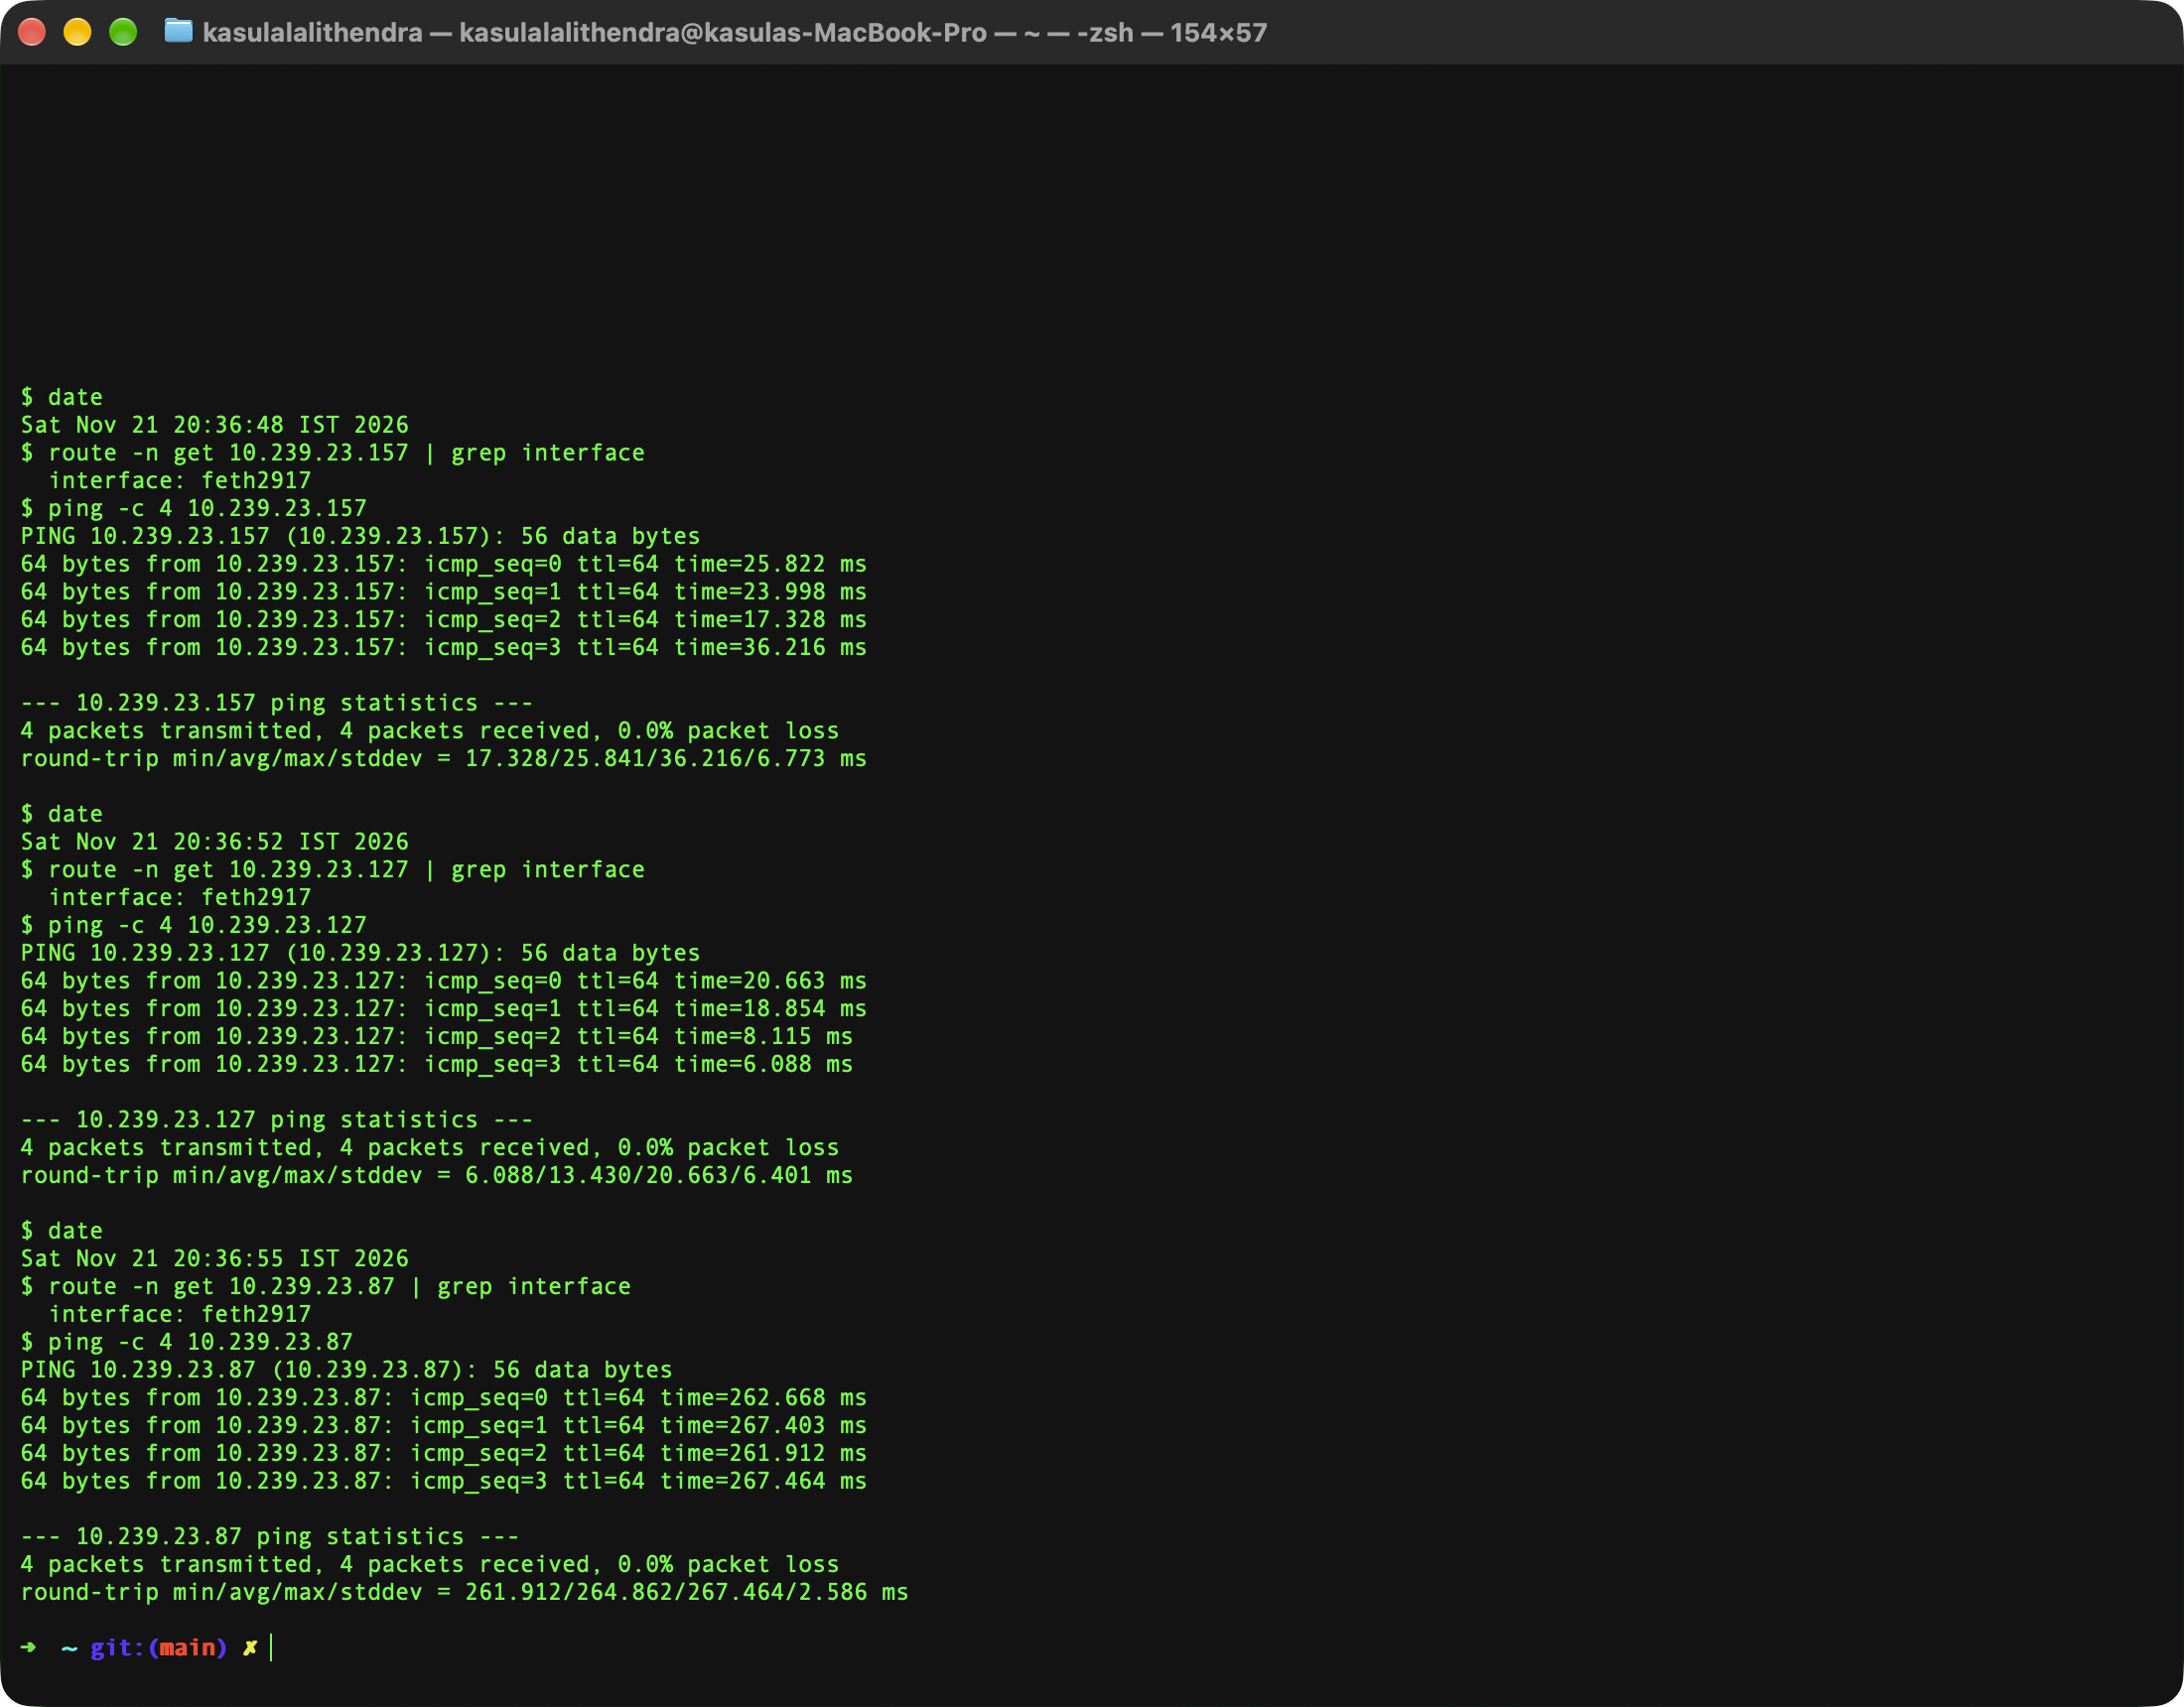 kasulalalithendra — kasulalalithendra@kasulas-MacBook-Pro — ~ — -zsh — 154×57
$ date
Sat Nov 21 20:36:48 IST 2026
$ route -n get 10.239.23.157 | grep interface
  interface: feth2917
$ ping -c 4 10.239.23.157
PING 10.239.23.157 (10.239.23.157): 56 data bytes
64 bytes from 10.239.23.157: icmp_seq=0 ttl=64 time=25.822 ms
64 bytes from 10.239.23.157: icmp_seq=1 ttl=64 time=23.998 ms
64 bytes from 10.239.23.157: icmp_seq=2 ttl=64 time=17.328 ms
64 bytes from 10.239.23.157: icmp_seq=3 ttl=64 time=36.216 ms

--- 10.239.23.157 ping statistics ---
4 packets transmitted, 4 packets received, 0.0% packet loss
round-trip min/avg/max/stddev = 17.328/25.841/36.216/6.773 ms

$ date
Sat Nov 21 20:36:52 IST 2026
$ route -n get 10.239.23.127 | grep interface
  interface: feth2917
$ ping -c 4 10.239.23.127
PING 10.239.23.127 (10.239.23.127): 56 data bytes
64 bytes from 10.239.23.127: icmp_seq=0 ttl=64 time=20.663 ms
64 bytes from 10.239.23.127: icmp_seq=1 ttl=64 time=18.854 ms
64 bytes from 10.239.23.127: icmp_seq=2 ttl=64 time=8.115 ms
64 bytes from 10.239.23.127: icmp_seq=3 ttl=64 time=6.088 ms

--- 10.239.23.127 ping statistics ---
4 packets transmitted, 4 packets received, 0.0% packet loss
round-trip min/avg/max/stddev = 6.088/13.430/20.663/6.401 ms

$ date
Sat Nov 21 20:36:55 IST 2026
$ route -n get 10.239.23.87 | grep interface
  interface: feth2917
$ ping -c 4 10.239.23.87
PING 10.239.23.87 (10.239.23.87): 56 data bytes
64 bytes from 10.239.23.87: icmp_seq=0 ttl=64 time=262.668 ms
64 bytes from 10.239.23.87: icmp_seq=1 ttl=64 time=267.403 ms
64 bytes from 10.239.23.87: icmp_seq=2 ttl=64 time=261.912 ms
64 bytes from 10.239.23.87: icmp_seq=3 ttl=64 time=267.464 ms

--- 10.239.23.87 ping statistics ---
4 packets transmitted, 4 packets received, 0.0% packet loss
round-trip min/avg/max/stddev = 261.912/264.862/267.464/2.586 ms

➜  ~ git:(main) ✗